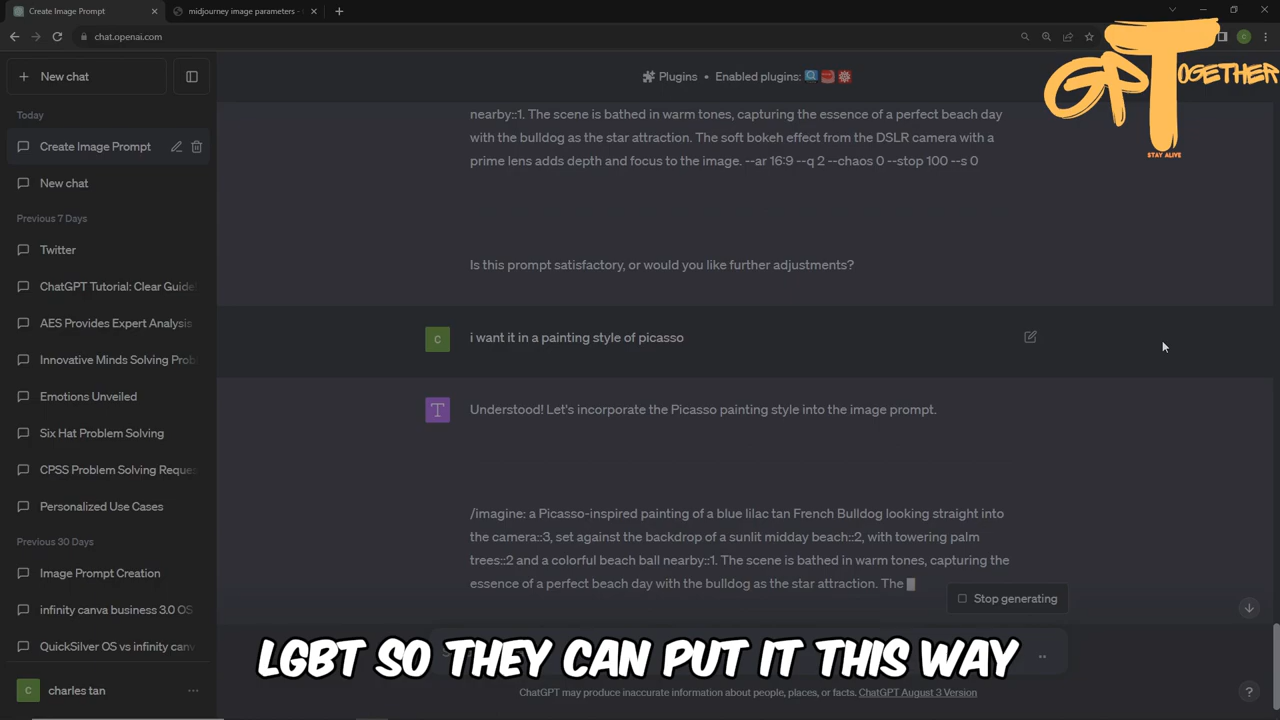 Create Image Prompt
midjourney image parameters -
chat.openai.com
New chat
Today
Create Image Prompt
New chat
Previous 7 Days
Twitter
ChatGPT Tutorial: Clear Guide
AES Provides Expert Analysis
Innovative Minds Solving Prob
Emotions Unveiled
Six Hat Problem Solving
CPSS Problem Solving Reque
Personalized Use Cases
Previous 30 Days
Image Prompt Creation
infinity canva business 3.0 OS
QuickSilver OS vs infinity canv
C charles tan
Plugins • Enabled plugins:
GPTOGETHER
STAY ALIVE
nearby::1. The scene is bathed in warm tones, capturing the essence of a perfect beach day
with the bulldog as the star attraction. The soft bokeh effect from the DSLR camera with a
prime lens adds depth and focus to the image. --ar 16:9 --q 2 --chaos 0 --stop 100 --s 0
Is this prompt satisfactory, or would you like further adjustments?
C i want it in a painting style of picasso
T Understood! Let's incorporate the Picasso painting style into the image prompt.
/imagine: a Picasso-inspired painting of a blue lilac tan French Bulldog looking straight into
the camera::3, set against the backdrop of a sunlit midday beach::2, with towering palm
trees::2 and a colorful beach ball nearby::1. The scene is bathed in warm tones, capturing the
essence of a perfect beach day with the bulldog as the star attraction. The
Stop generating
LGBT SO THEY CAN PUT IT THIS WAY
ChatGPT may produce inaccurate information about people, places, or facts. ChatGPT August 3 Version
?